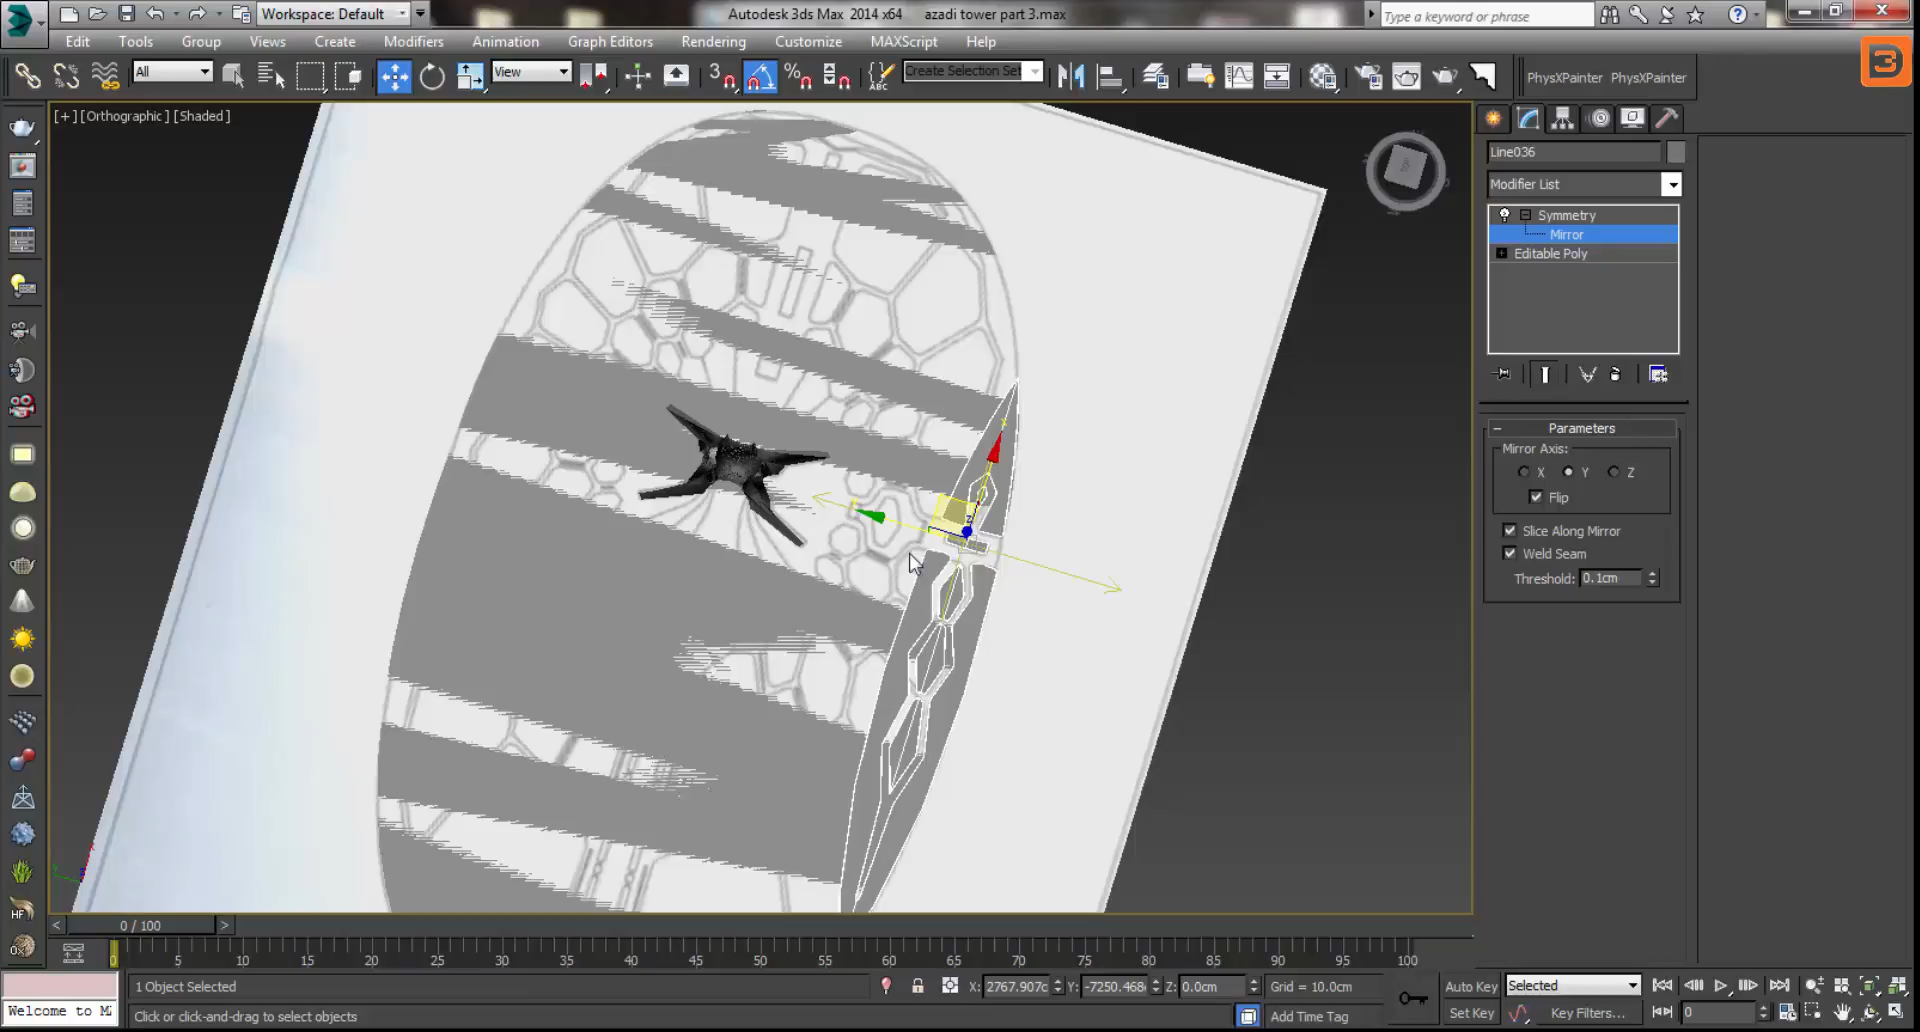 Workspace: Default
Autodesk 3ds Max 2014 x64 azadi tower part 3.max
Type a keyword or phrase
Edit Tools Group Views Create Modifiers Animation Graph Editors Rendering Customize MAXScript Help
All View Create Selection Set PhysXPainter PhysXPainter
[+] [Orthographic] [Shaded]
Line036
Modifier List
Symmetry
Mirror
Editable Poly
Parameters
Mirror Axis:
X Y Z
Flip
Slice Along Mirror
Weld Seam
Threshold: 0.1cm
HF
0 / 100
0 5 10 15 20 25 30 35 40 45 50 55 60 65 70 75 80 85 90 95 100
1 Object Selected X: 2767.907c Y: -7250.468 Z: 0.0cm Grid = 10.0cm Auto Key Selected
Welcome to M Click or click-and-drag to select objects Add Time Tag Set Key Key Filters... 0